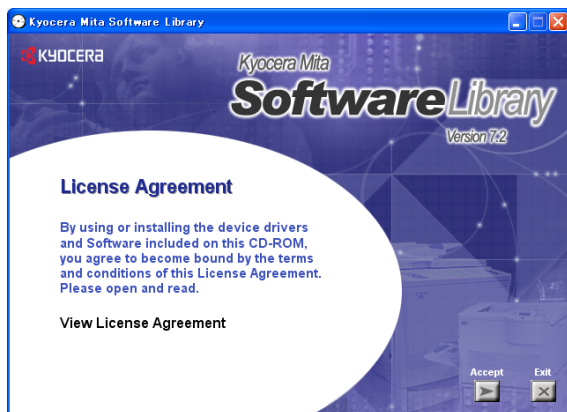 Kyocera Mita Software Library
KYOCERA
Kyocera Mita
Software Library
Version 7.2
License Agreement
By using or installing the device drivers
and Software included on this CD-ROM,
you agree to become bound by the terms
and conditions of this License Agreement.
Please open and read.
View License Agreement
Accept Exit